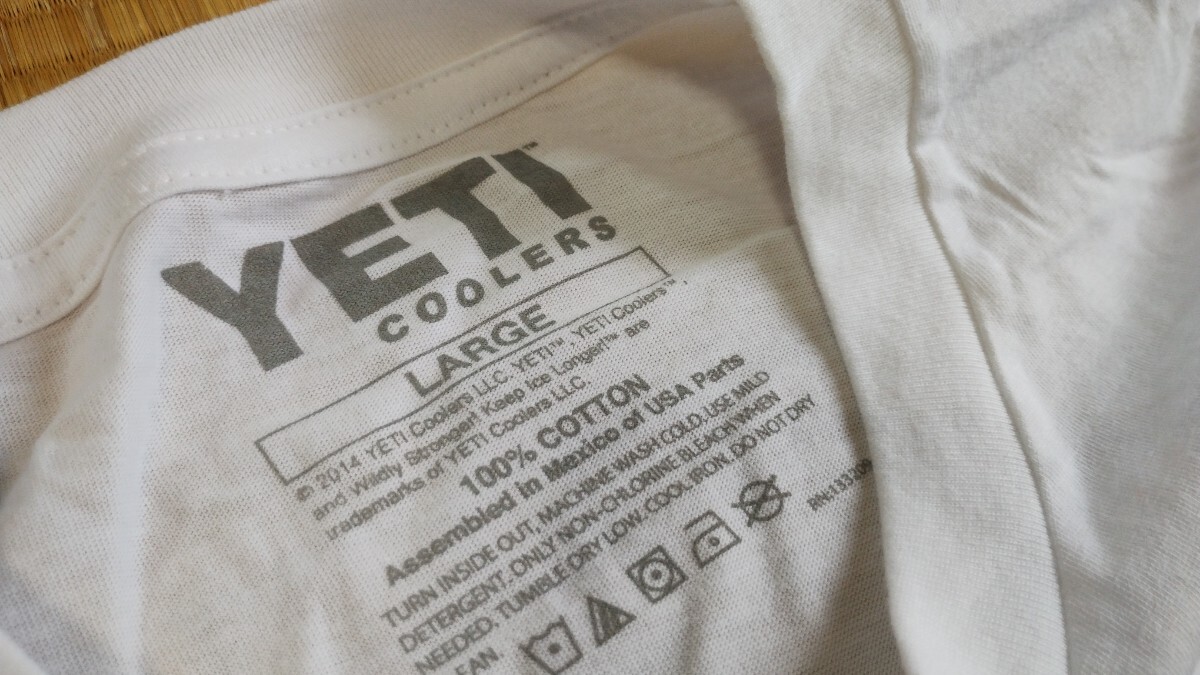 YETI™
COOLERS
LARGE
© 2014 YETI Coolers LLC. YETI™, YETI Coolers™,
and Wildly Stronger! Keep Ice Longer!™ are
trademarks of YETI Coolers LLC.
100% COTTON
Assembled in Mexico of USA Parts
TURN INSIDE OUT. MACHINE WASH COLD. USE MILD
DETERGENT. ONLY NON-CHLORINE BLEACH WHEN
NEEDED. TUMBLE DRY LOW. COOL IRON. DO NOT DRY
EAN